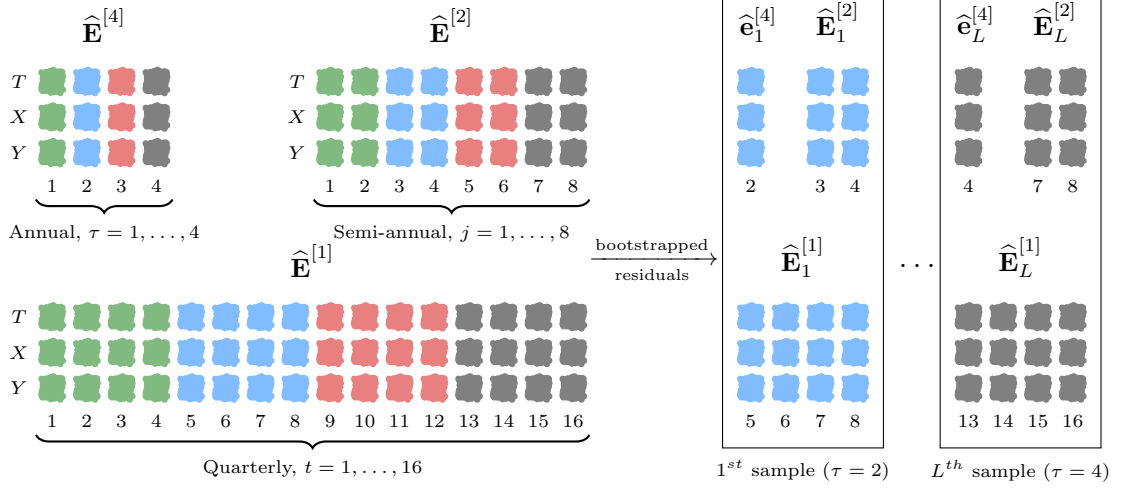 Ê^[4]
T
X
Y
1 2 3 4
Annual, τ = 1, . . . , 4
Ê^[2]
T
X
Y
1 2 3 4 5 6 7 8
Semi-annual, j = 1, . . . , 8
Ê^[1]
T
X
Y
1 2 3 4 5 6 7 8 9 10 11 12 13 14 15 16
Quarterly, t = 1, . . . , 16
bootstrapped
residuals
ê_1^[4] Ê_1^[2]
2 3 4
Ê_1^[1]
5 6 7 8
1^st sample (τ = 2)
. . .
ê_L^[4] Ê_L^[2]
4 7 8
Ê_L^[1]
13 14 15 16
L^th sample (τ = 4)